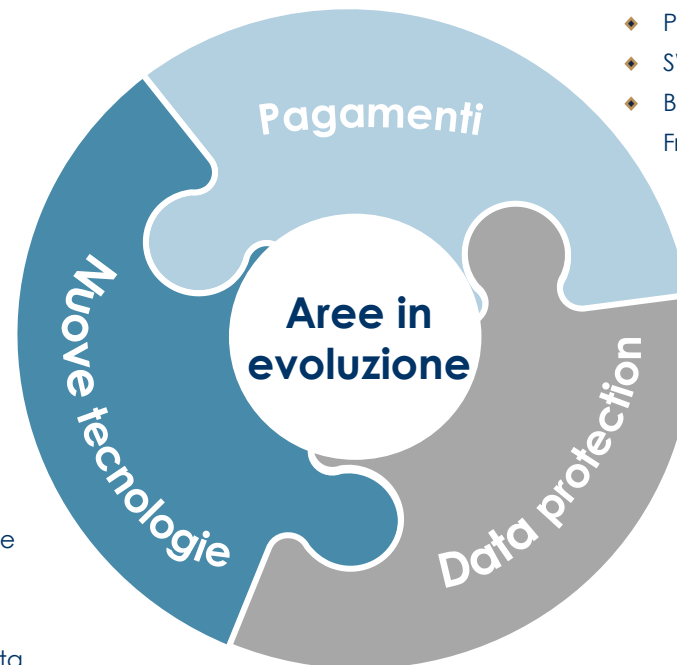 Pagamenti
Aree in
evoluzione
Nuove tecnologie
Data protection